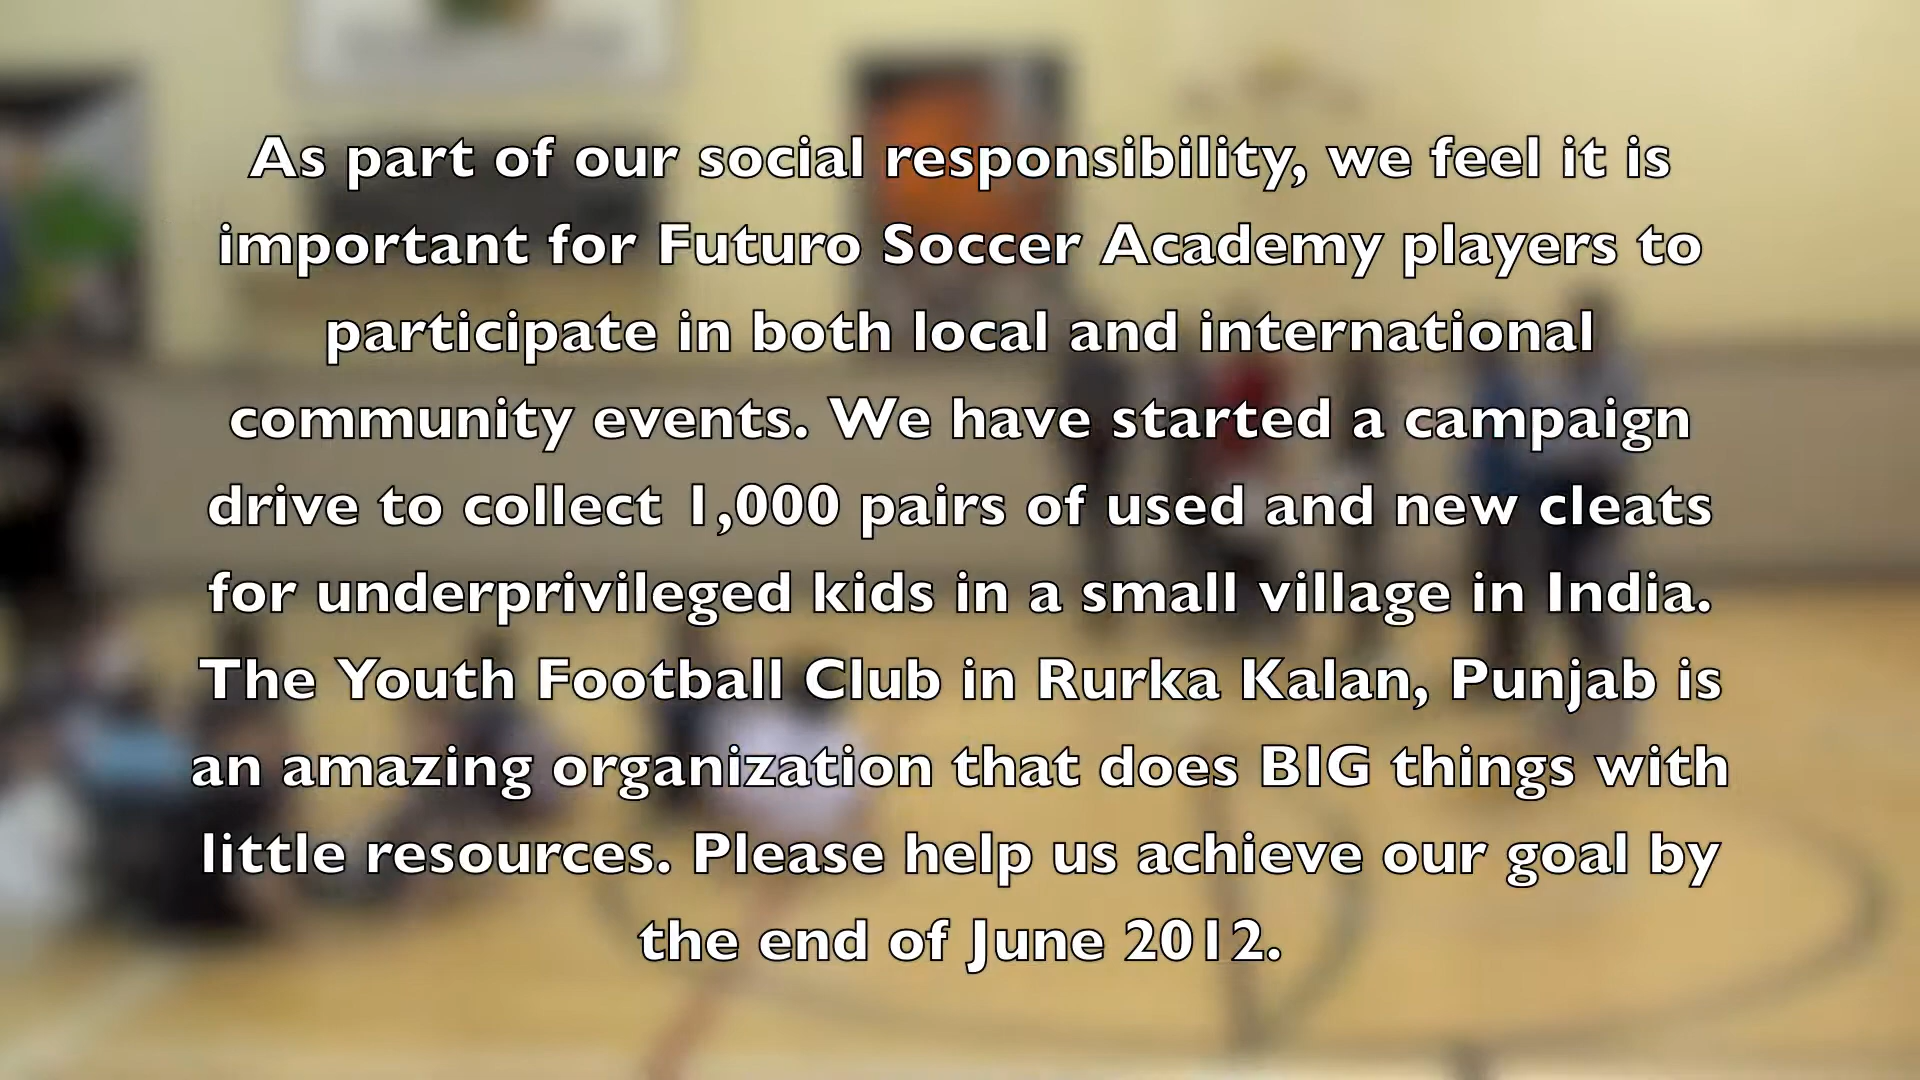 As part of our social responsibility, we feel it is
important for Futuro Soccer Academy players to
participate in both local and international
community events. We have started a campaign
drive to collect 1,000 pairs of used and new cleats
for underprivileged kids in a small village in India.
The Youth Football Club in Rurka Kalan, Punjab is
an amazing organization that does BIG things with
little resources. Please help us achieve our goal by
the end of June 2012.